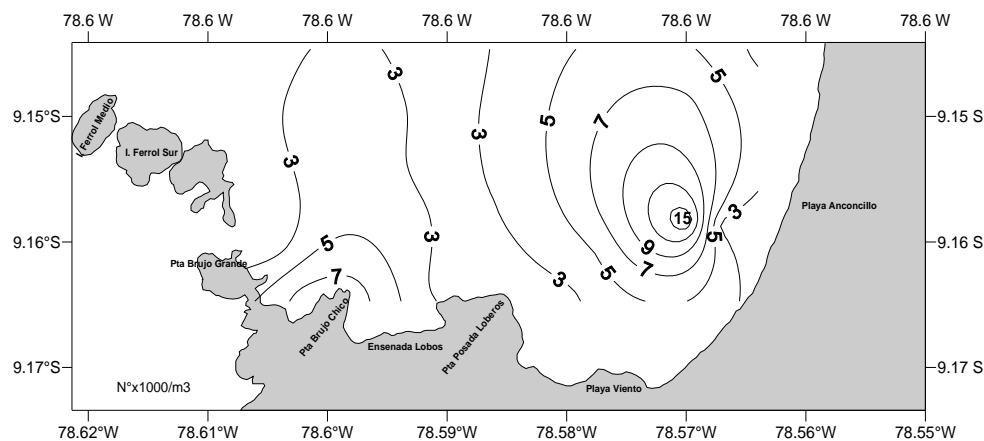 78.6 W 78.6 W 78.6 W 78.6 W 78.6 W 78.6 W 78.6 W 78.55 W
3 5
9.15°S 9.15 S
Ferrol Medio
5 7
3
I. Ferrol Sur
3
Playa Anconcillo
3 15
3 5
9.16°S 9.16 S
5 9
Pta Brujo Grande
7 3 5 7
Pta Brujo Chico
Pta Posada Loberos
Ensenada Lobos
9.17°S 9.17 S
N°x1000/m3
Playa Viento
78.62°W 78.61°W 78.6°W 78.59°W 78.58°W 78.57°W 78.56°W 78.55°W